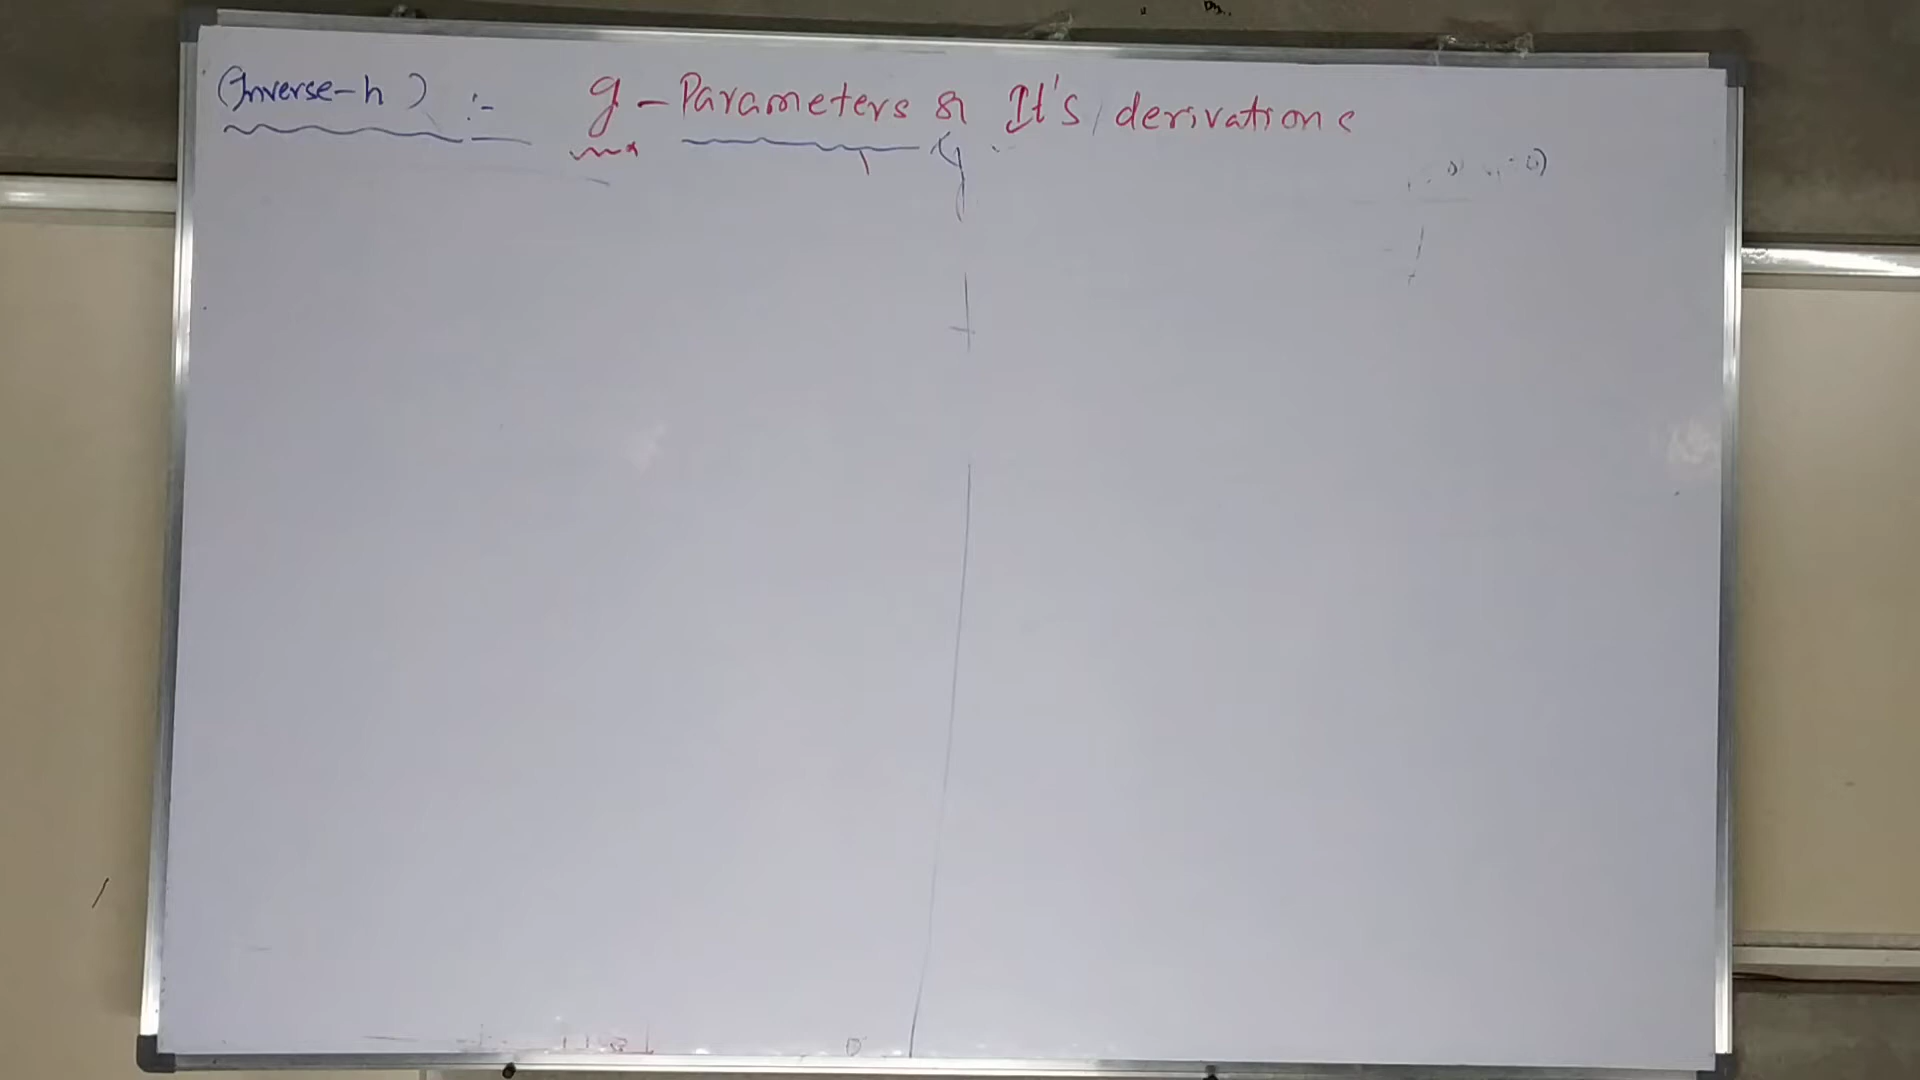 (Inverse-h) :- g - Parameters & It's derivations